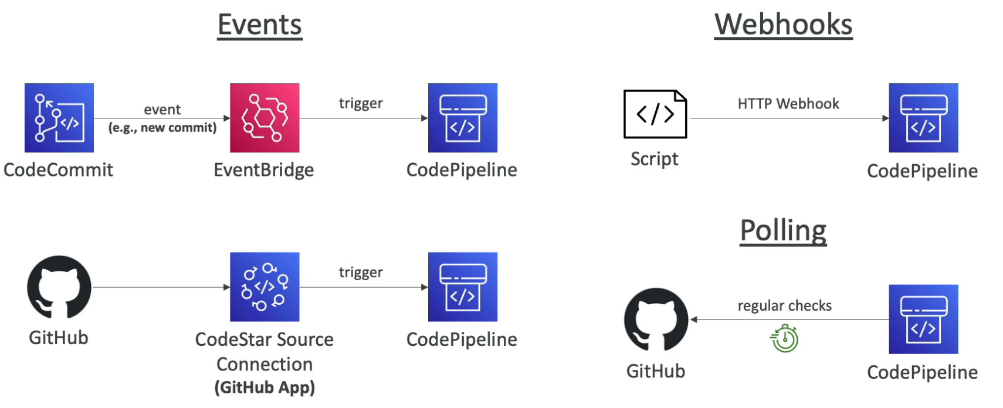 Events
event
(e.g., new commit)
trigger
CodeCommit
EventBridge
CodePipeline
trigger
GitHub
CodeStar Source
Connection
(GitHub App)
CodePipeline
Webhooks
HTTP Webhook
Script
CodePipeline
Polling
regular checks
GitHub
CodePipeline